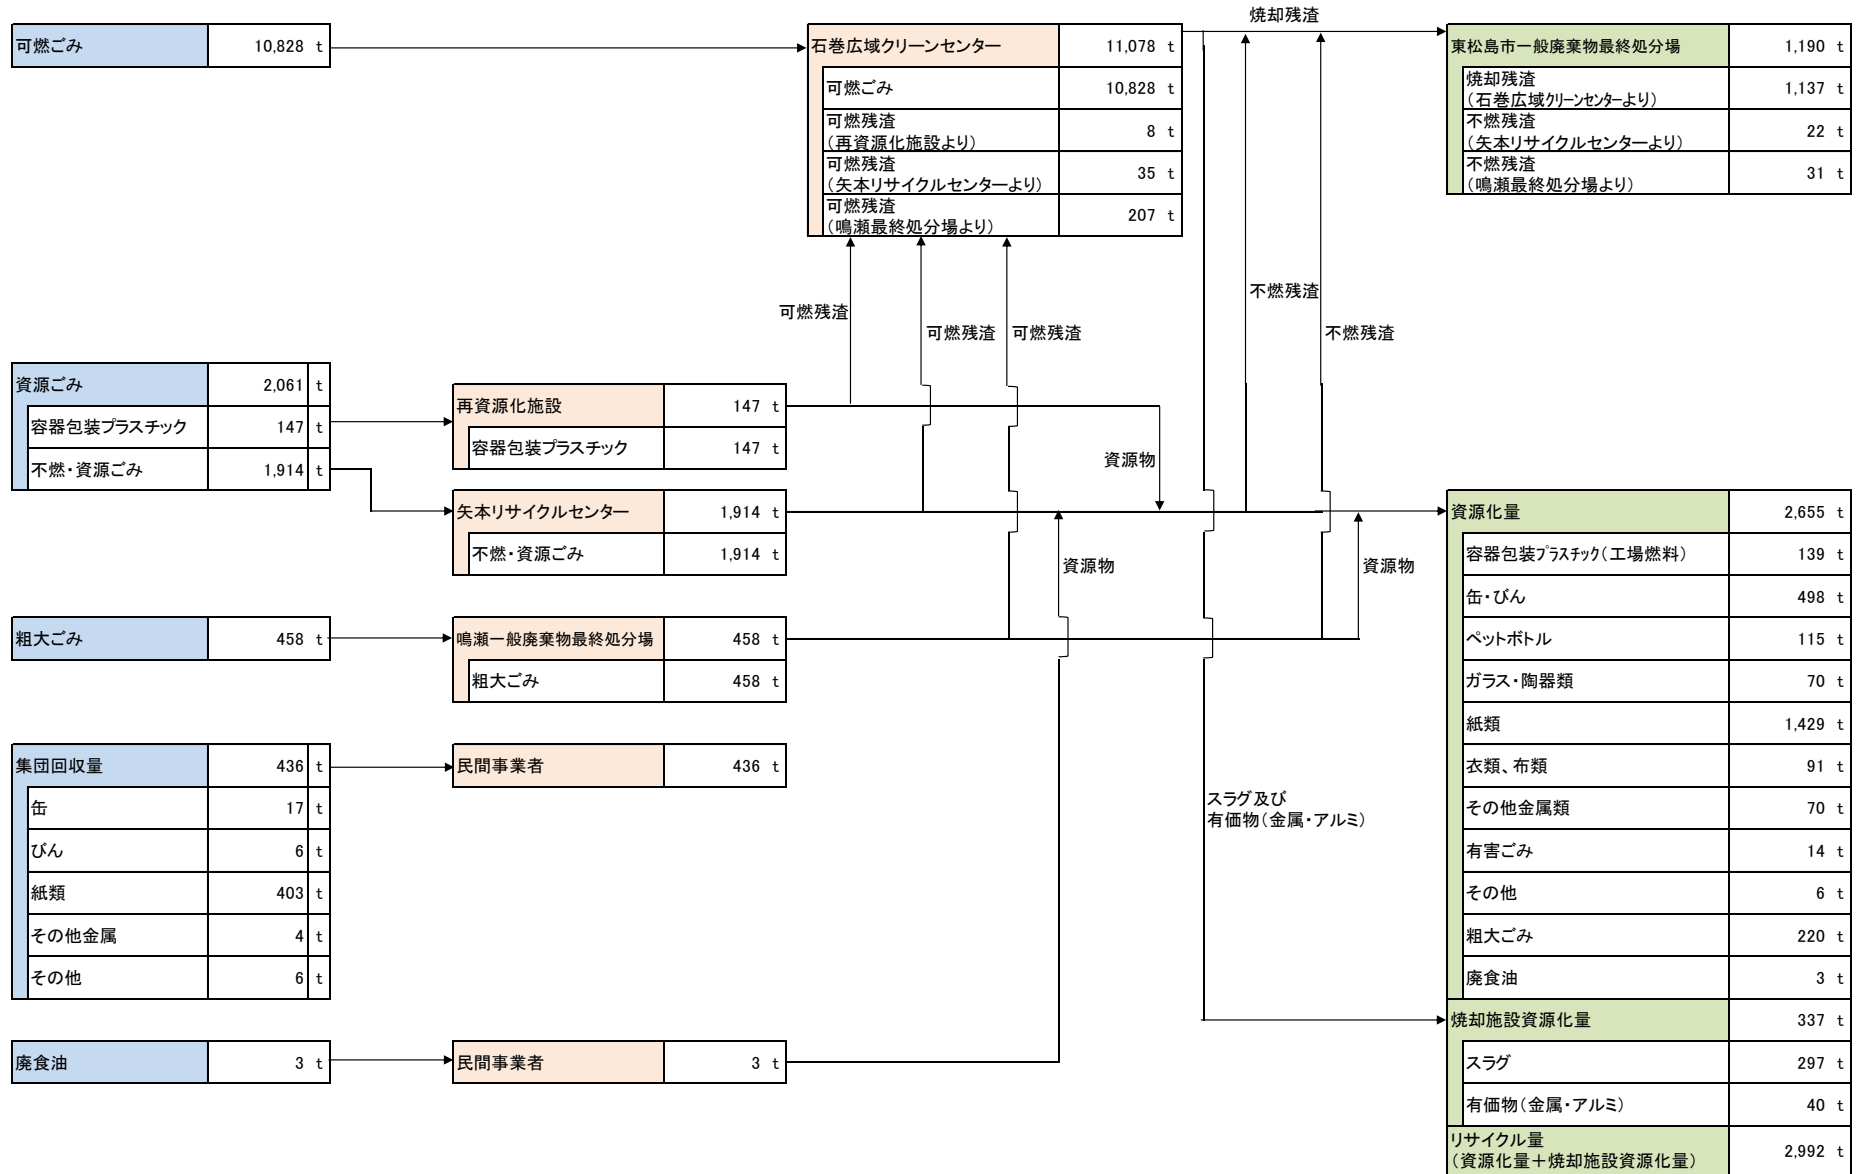 焼却残渣
可燃ごみ 10,828 t
石巻広域クリーンセンター 11,078 t
可燃ごみ 10,828 t
可燃残渣
（再資源化施設より） 8 t
可燃残渣
（矢本リサイクルセンターより） 35 t
可燃残渣
（鳴瀬最終処分場より） 207 t
東松島市一般廃棄物最終処分場 1,190 t
焼却残渣
（石巻広域クリーンセンターより） 1,137 t
不燃残渣
（矢本リサイクルセンターより） 22 t
不燃残渣
（鳴瀬最終処分場より） 31 t
可燃残渣
可燃残渣
可燃残渣
不燃残渣
不燃残渣
資源ごみ 2,061 t
容器包装プラスチック 147 t
不燃・資源ごみ 1,914 t
再資源化施設 147 t
容器包装プラスチック 147 t
資源物
矢本リサイクルセンター 1,914 t
不燃・資源ごみ 1,914 t
資源物
資源物
粗大ごみ 458 t
鳴瀬一般廃棄物最終処分場 458 t
粗大ごみ 458 t
集団回収量 436 t
缶 17 t
びん 6 t
紙類 403 t
その他金属 4 t
その他 6 t
民間事業者 436 t
スラグ及び
有価物（金属・アルミ）
廃食油 3 t
民間事業者 3 t
資源化量 2,655 t
容器包装プラスチック（工場燃料） 139 t
缶・びん 498 t
ペットボトル 115 t
ガラス・陶器類 70 t
紙類 1,429 t
衣類、布類 91 t
その他金属類 70 t
有害ごみ 14 t
その他 6 t
粗大ごみ 220 t
廃食油 3 t
焼却施設資源化量 337 t
スラグ 297 t
有価物（金属・アルミ） 40 t
リサイクル量
（資源化量＋焼却施設資源化量） 2,992 t